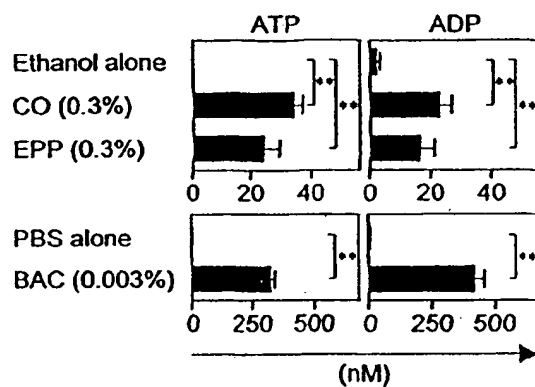 ATP ADP
Ethanol alone
CO (0.3%)
EPP (0.3%)
** ** ** **
0 20 40 0 20 40
PBS alone
BAC (0.003%)
** **
0 250 500 0 250 500
(nM)